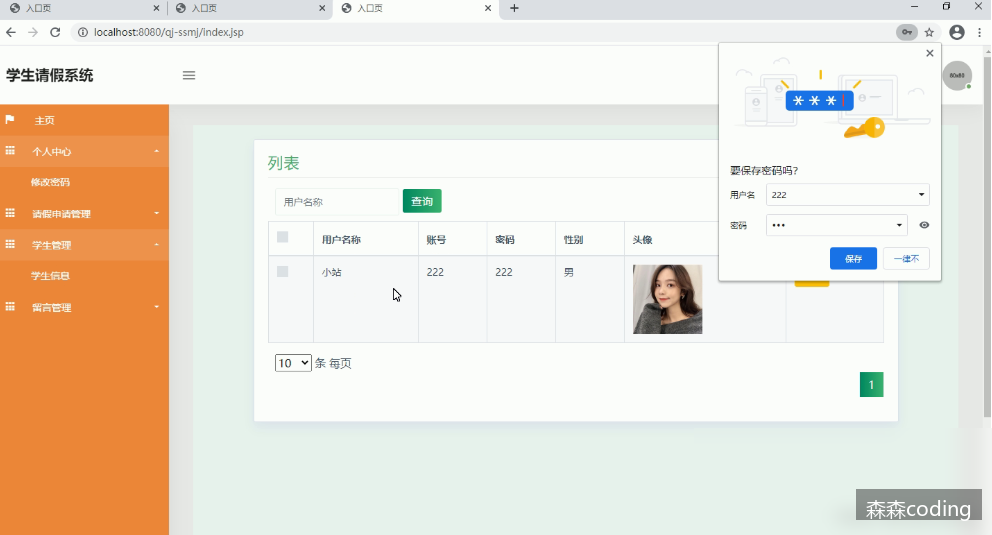 入口页
入口页
入口页
localhost:8080/qj-ssmj/index.jsp
学生请假系统
60x60
主页
个人中心
修改密码
请假申请管理
学生管理
学生信息
留言管理
列表
用户名称
查询
用户名称 账号 密码 性别 头像
小站 222 222 男
10 条 每页
1
***
要保存密码吗?
用户名 222
密码 •••
保存 一律不
森森coding